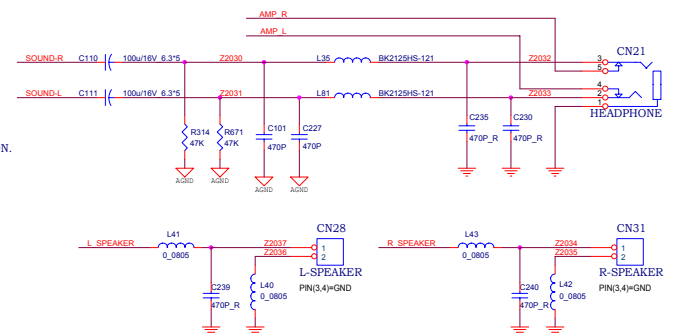 AMP_R
AMP_L
CN21
SOUND-R C110 100u/16V_6.3*5 Z2030 L35 BK2125HS-121 Z2032 3
5
SOUND-L C111 100u/16V_6.3*5 Z2031 L81 BK2125HS-121 Z2033 4
2
1
HEADPHONE
R314 R671 C101 C227 C235 C230
47K 47K 470P 470P 470P_R 470P_R
ON.
AGND AGND AGND AGND
L41 CN28 L43 CN31
L_SPEAKER Z2037 1 R_SPEAKER Z2034 1
0_0805 Z2036 2 0_0805 Z2035 2
L-SPEAKER R-SPEAKER
C239 L40 PIN(3,4)=GND C240 L42 PIN(3,4)=GND
470P_R 0_0805 470P_R 0_0805